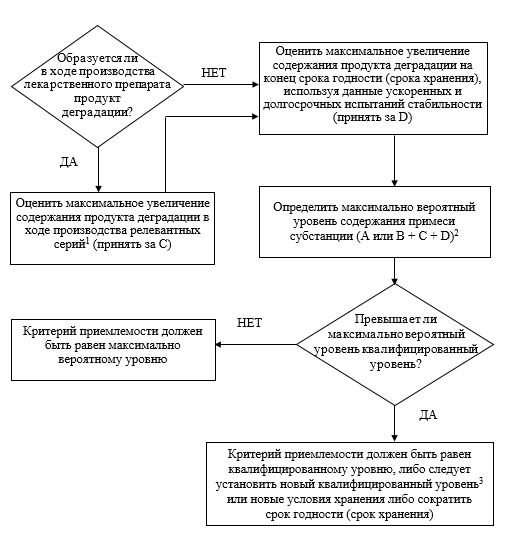 Образуется ли
в ходе производства
лекарственного препарата
продукт
деградации?
НЕТ
Оценить максимальное увеличение
содержания продукта деградации на
конец срока годности (срока хранения),
используя данные ускоренных и
долгосрочных испытаний стабильности
(принять за D)
ДА
Оценить максимальное увеличение
содержания продукта деградации в
ходе производства релевантных
серий¹ (принять за С)
Определить максимально вероятный
уровень содержания примеси
субстанции (А или В + С + D)²
Превышает ли
максимально вероятный
уровень квалифицированный
уровень?
НЕТ
Критерий приемлемости должен
быть равен максимально
вероятному уровню
ДА
Критерий приемлемости должен быть равен
квалифицированному уровню, либо следует
установить новый квалифицированный уровень³
или новые условия хранения либо сократить
срок годности (срок хранения)